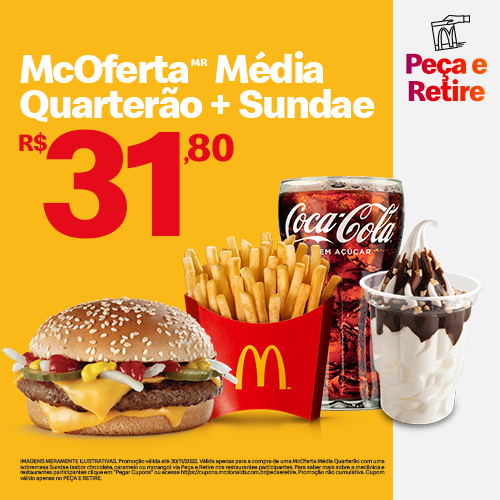 McOferta MR Média
Quarterão + Sundae
R$ 31,80
Peça e
Retire
Coca-Cola
SEM AÇÚCAR
IMAGENS MERAMENTE ILUSTRATIVAS. Promoção válida até 30/11/2022. Válida apenas para a compra de uma McOferta Média Quarterão com uma
sobremesa Sundae (sabor chocolate, caramelo ou morango) via Peça e Retire nos restaurantes participantes. Para saber mais sobre a mecânica e
restaurantes participantes clique em "Pegar Cupons" ou acesse https://cupons.mcdonalds.com.br/pecaeretire. Promoção não cumulativa. Cupom
válido apenas no PEÇA E RETIRE.